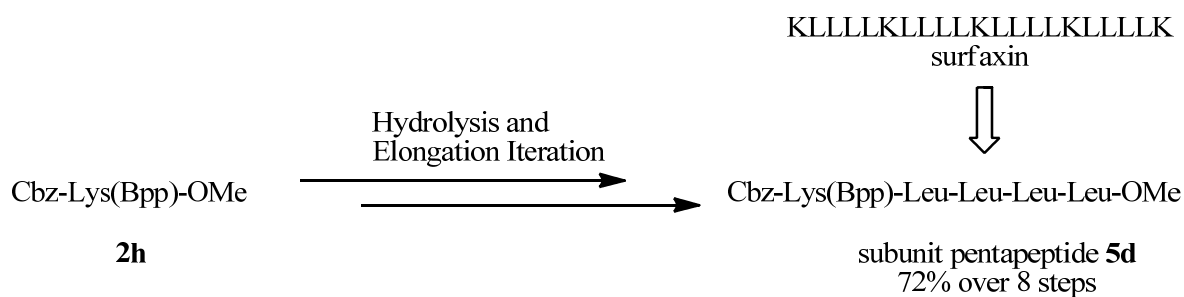 KLLLLKLLLLKLLLLKLLLLK
surfaxin
Hydrolysis and
Elongation Iteration
Cbz-Lys(Bpp)-OMe
Cbz-Lys(Bpp)-Leu-Leu-Leu-Leu-OMe
2h
subunit pentapeptide 5d
72% over 8 steps